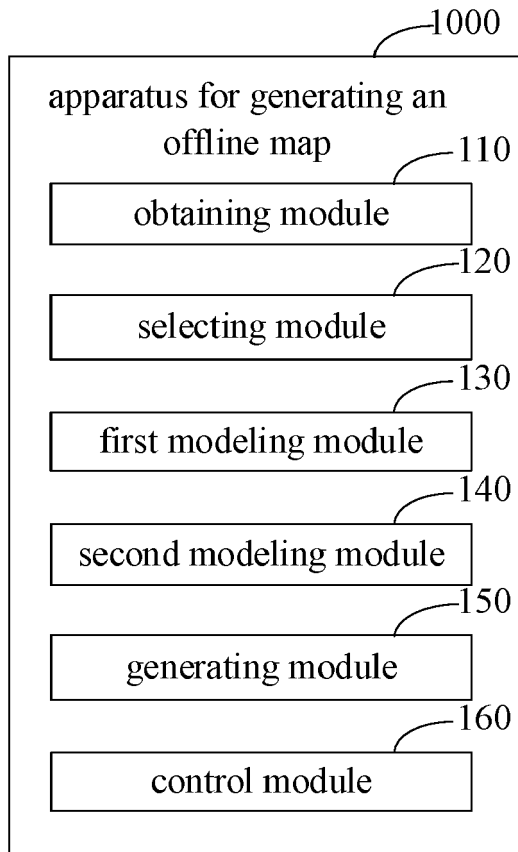 1000
apparatus for generating an
offline map
110
obtaining module
120
selecting module
130
first modeling module
140
second modeling module
150
generating module
160
control module